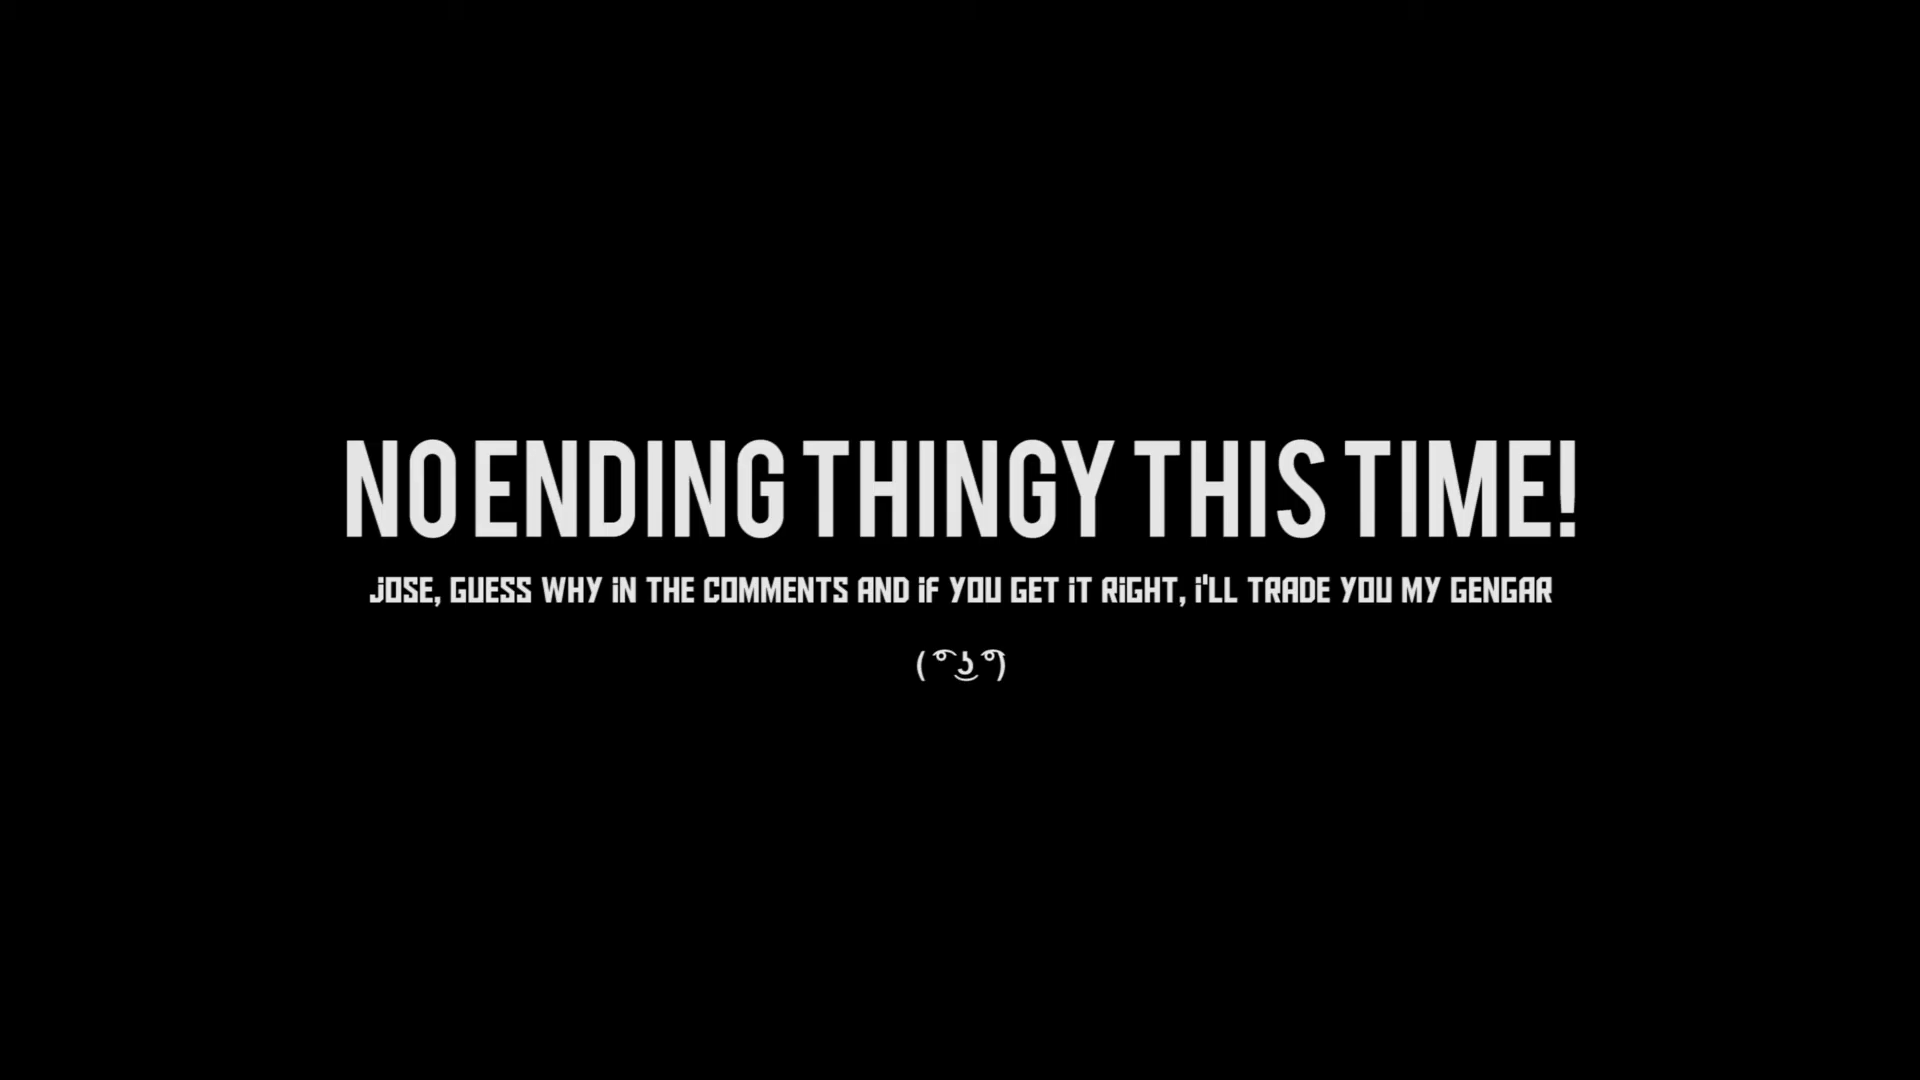 NO ENDING THINGY THIS TIME!
jOSE, GUESS WHY iN THE COMMENTS AND iF YOU GET iT RiGHT, i'LL TRADE YOU MY GENGAR
( ͡° ͜ʖ ͡°)